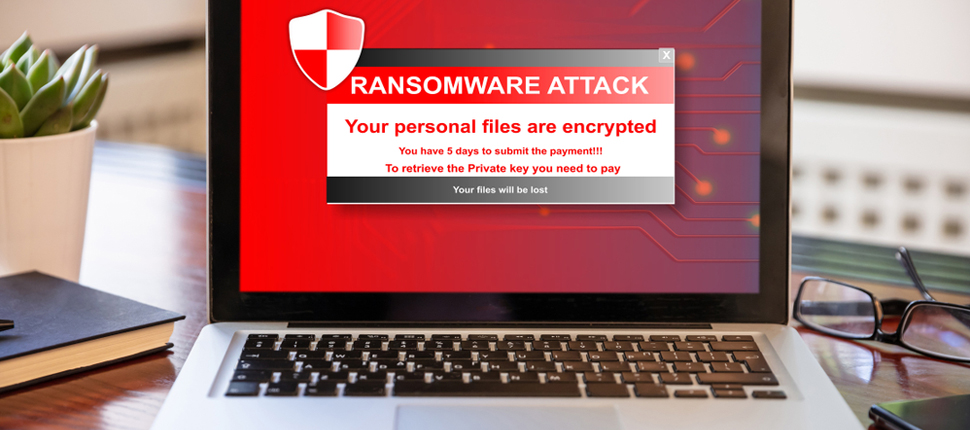 X
RANSOMWARE ATTACK
Your personal files are encrypted
You have 5 days to submit the payment!!!
To retrieve the Private key you need to pay
Your files will be lost